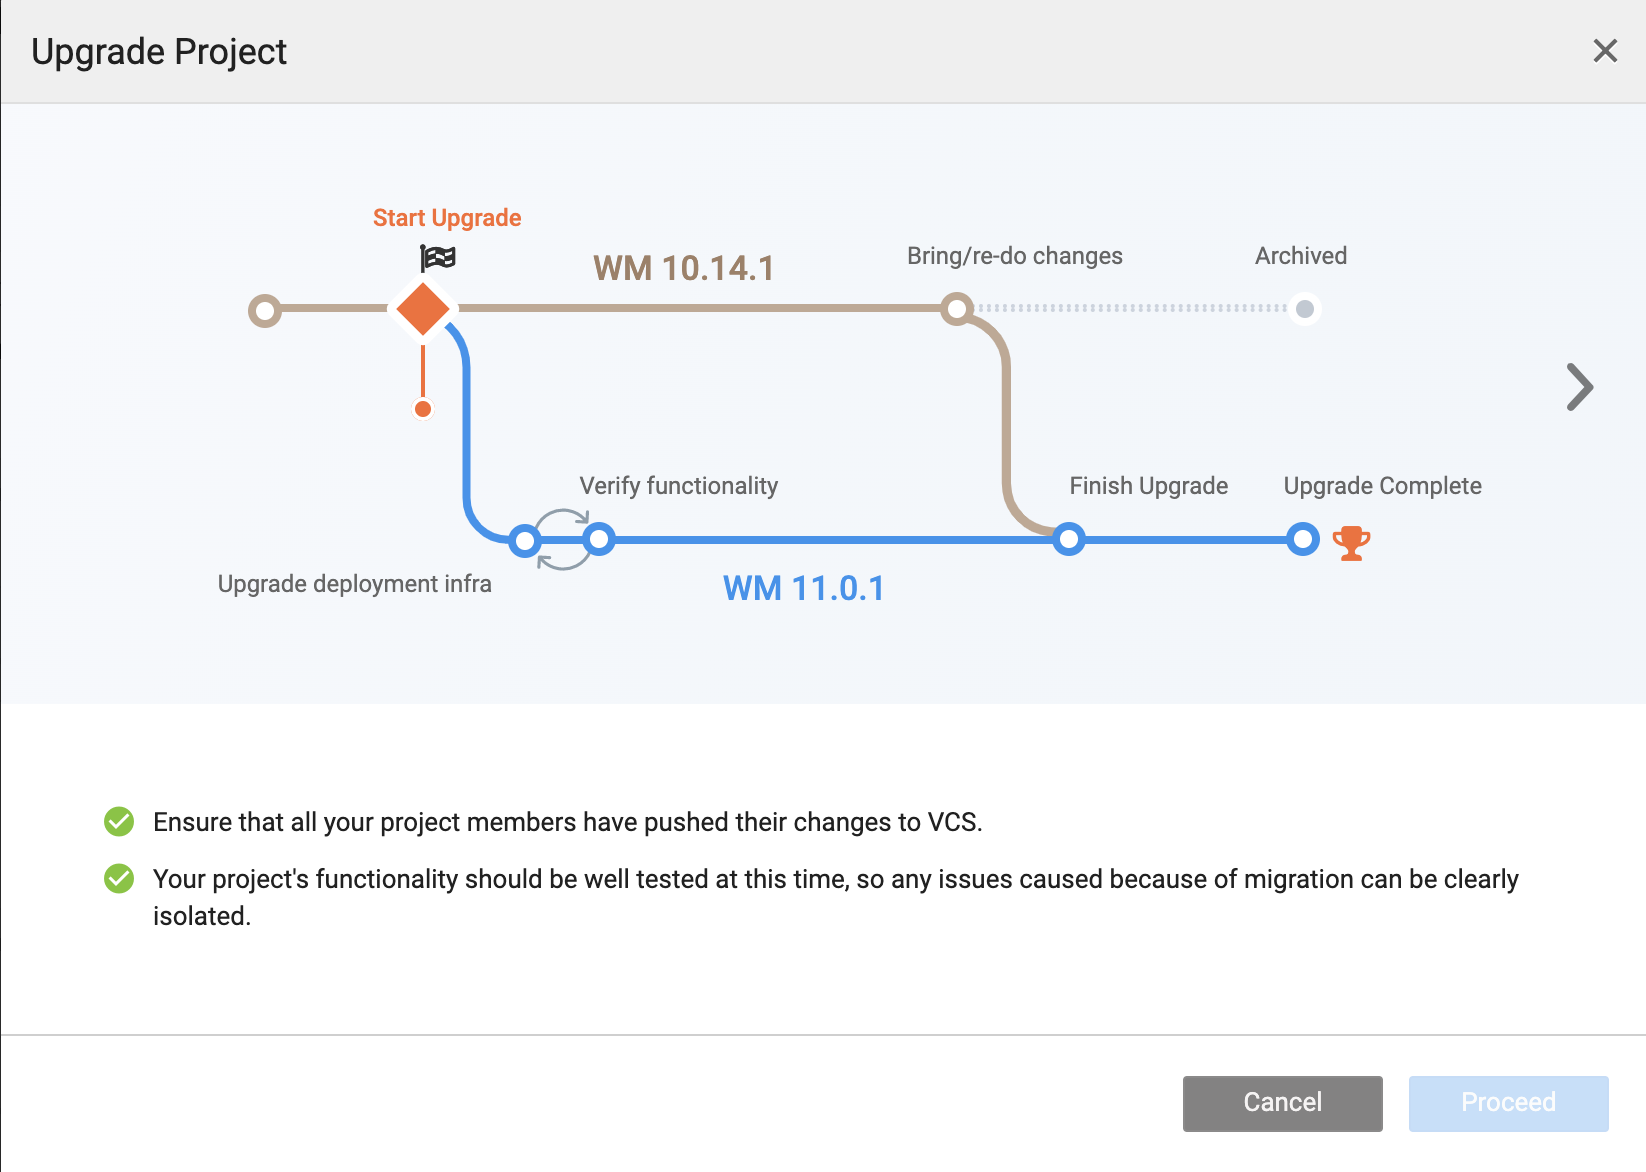 Upgrade Project
Start Upgrade
WM 10.14.1
Bring/re-do changes
Archived
Verify functionality
Finish Upgrade
Upgrade Complete
Upgrade deployment infra
WM 11.0.1
Ensure that all your project members have pushed their changes to VCS.
Your project's functionality should be well tested at this time, so any issues caused because of migration can be clearly
isolated.
Cancel
Proceed